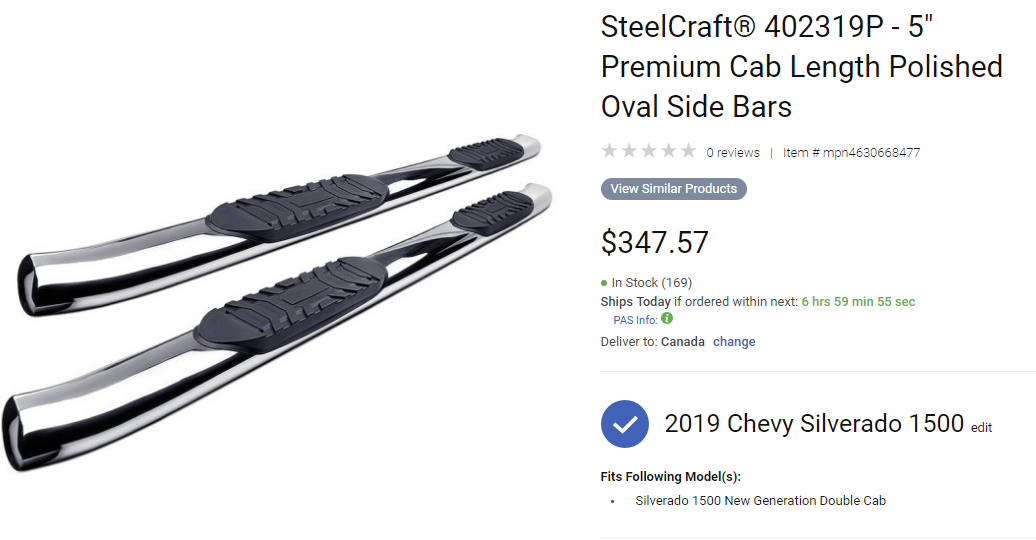 SteelCraft® 402319P - 5"
Premium Cab Length Polished
Oval Side Bars
0 reviews | Item # mpn4630668477
View Similar Products
$347.57
In Stock (169)
Ships Today if ordered within next: 6 hrs 59 min 55 sec
PAS Info: i
Deliver to: Canada change
2019 Chevy Silverado 1500 edit
Fits Following Model(s):
• Silverado 1500 New Generation Double Cab